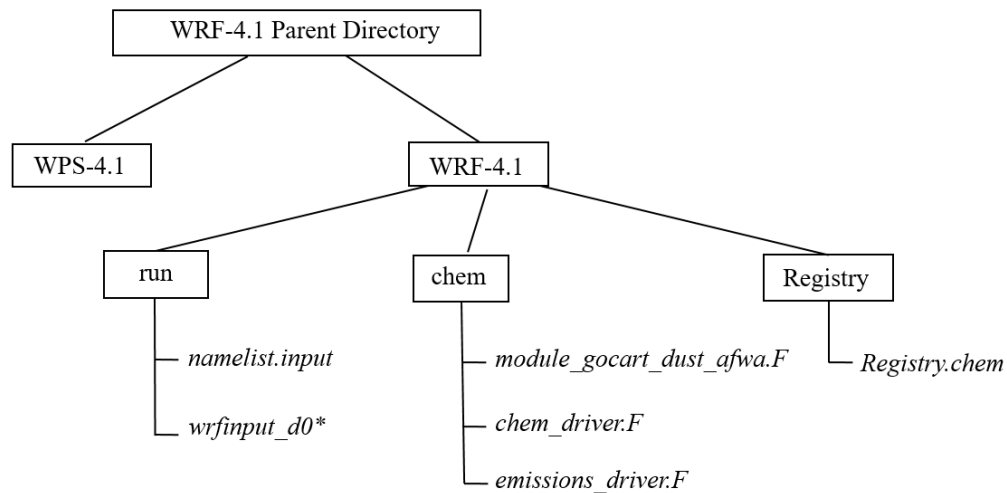 WRF-4.1 Parent Directory
WPS-4.1
WRF-4.1
run
chem
Registry
namelist.input
module_gocart_dust_afwa.F
Registry.chem
wrfinput_d0*
chem_driver.F
emissions_driver.F